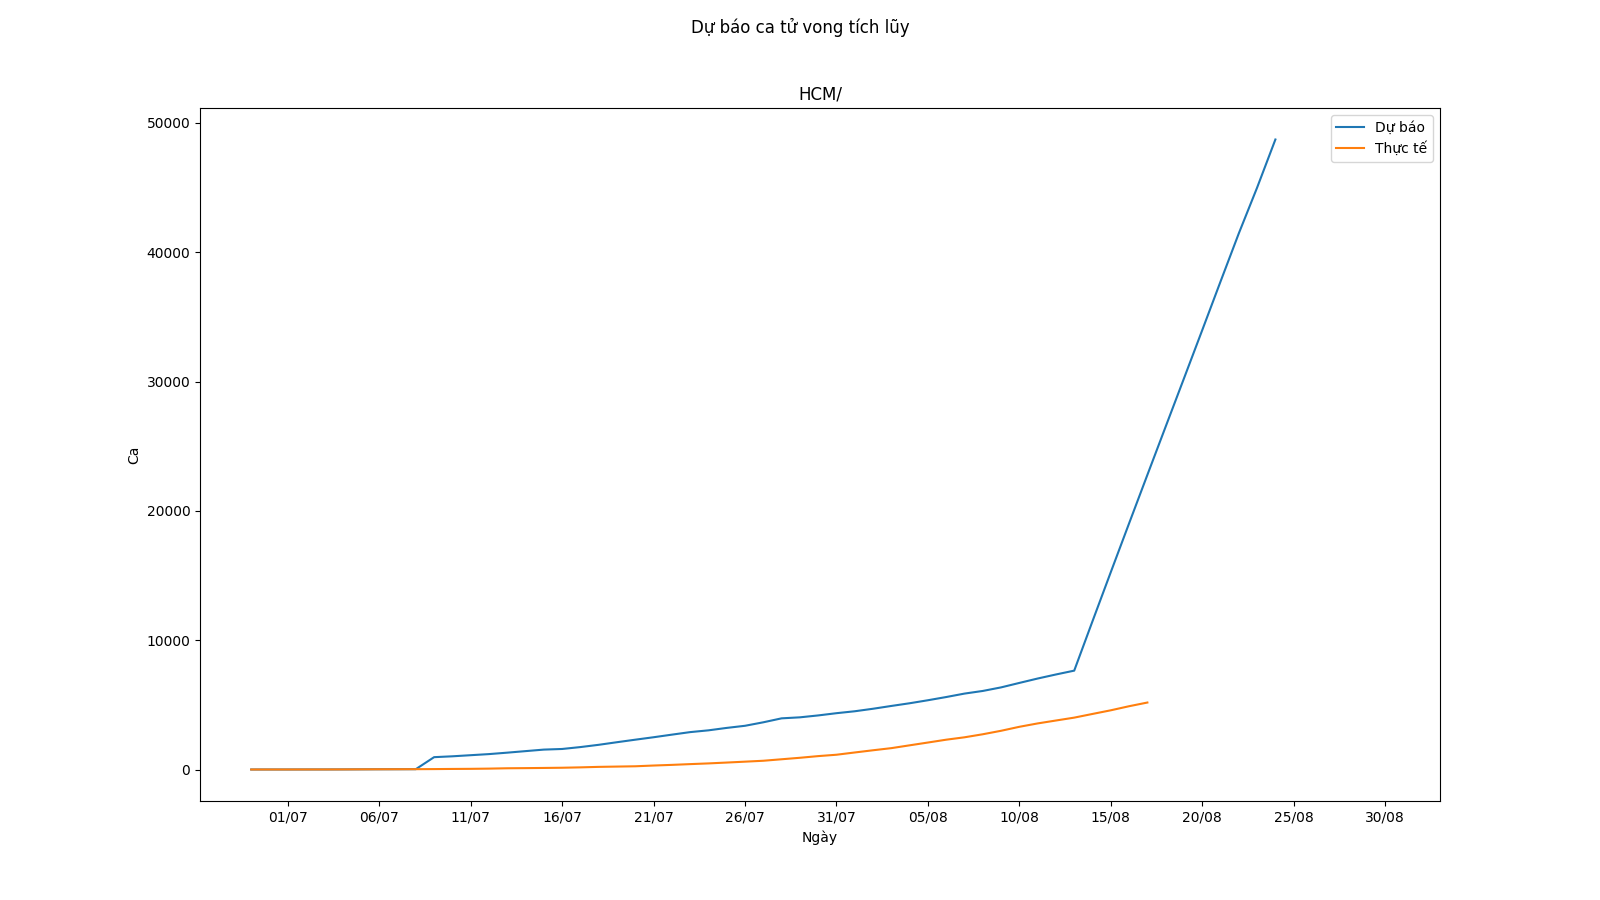 Dự báo ca tử vong tích lũy
HCM/
Dự báo
Thực tế
50000
40000
30000
20000
10000
0
Ca
01/07 06/07 11/07 16/07 21/07 26/07 31/07 05/08 10/08 15/08 20/08 25/08 30/08
Ngày